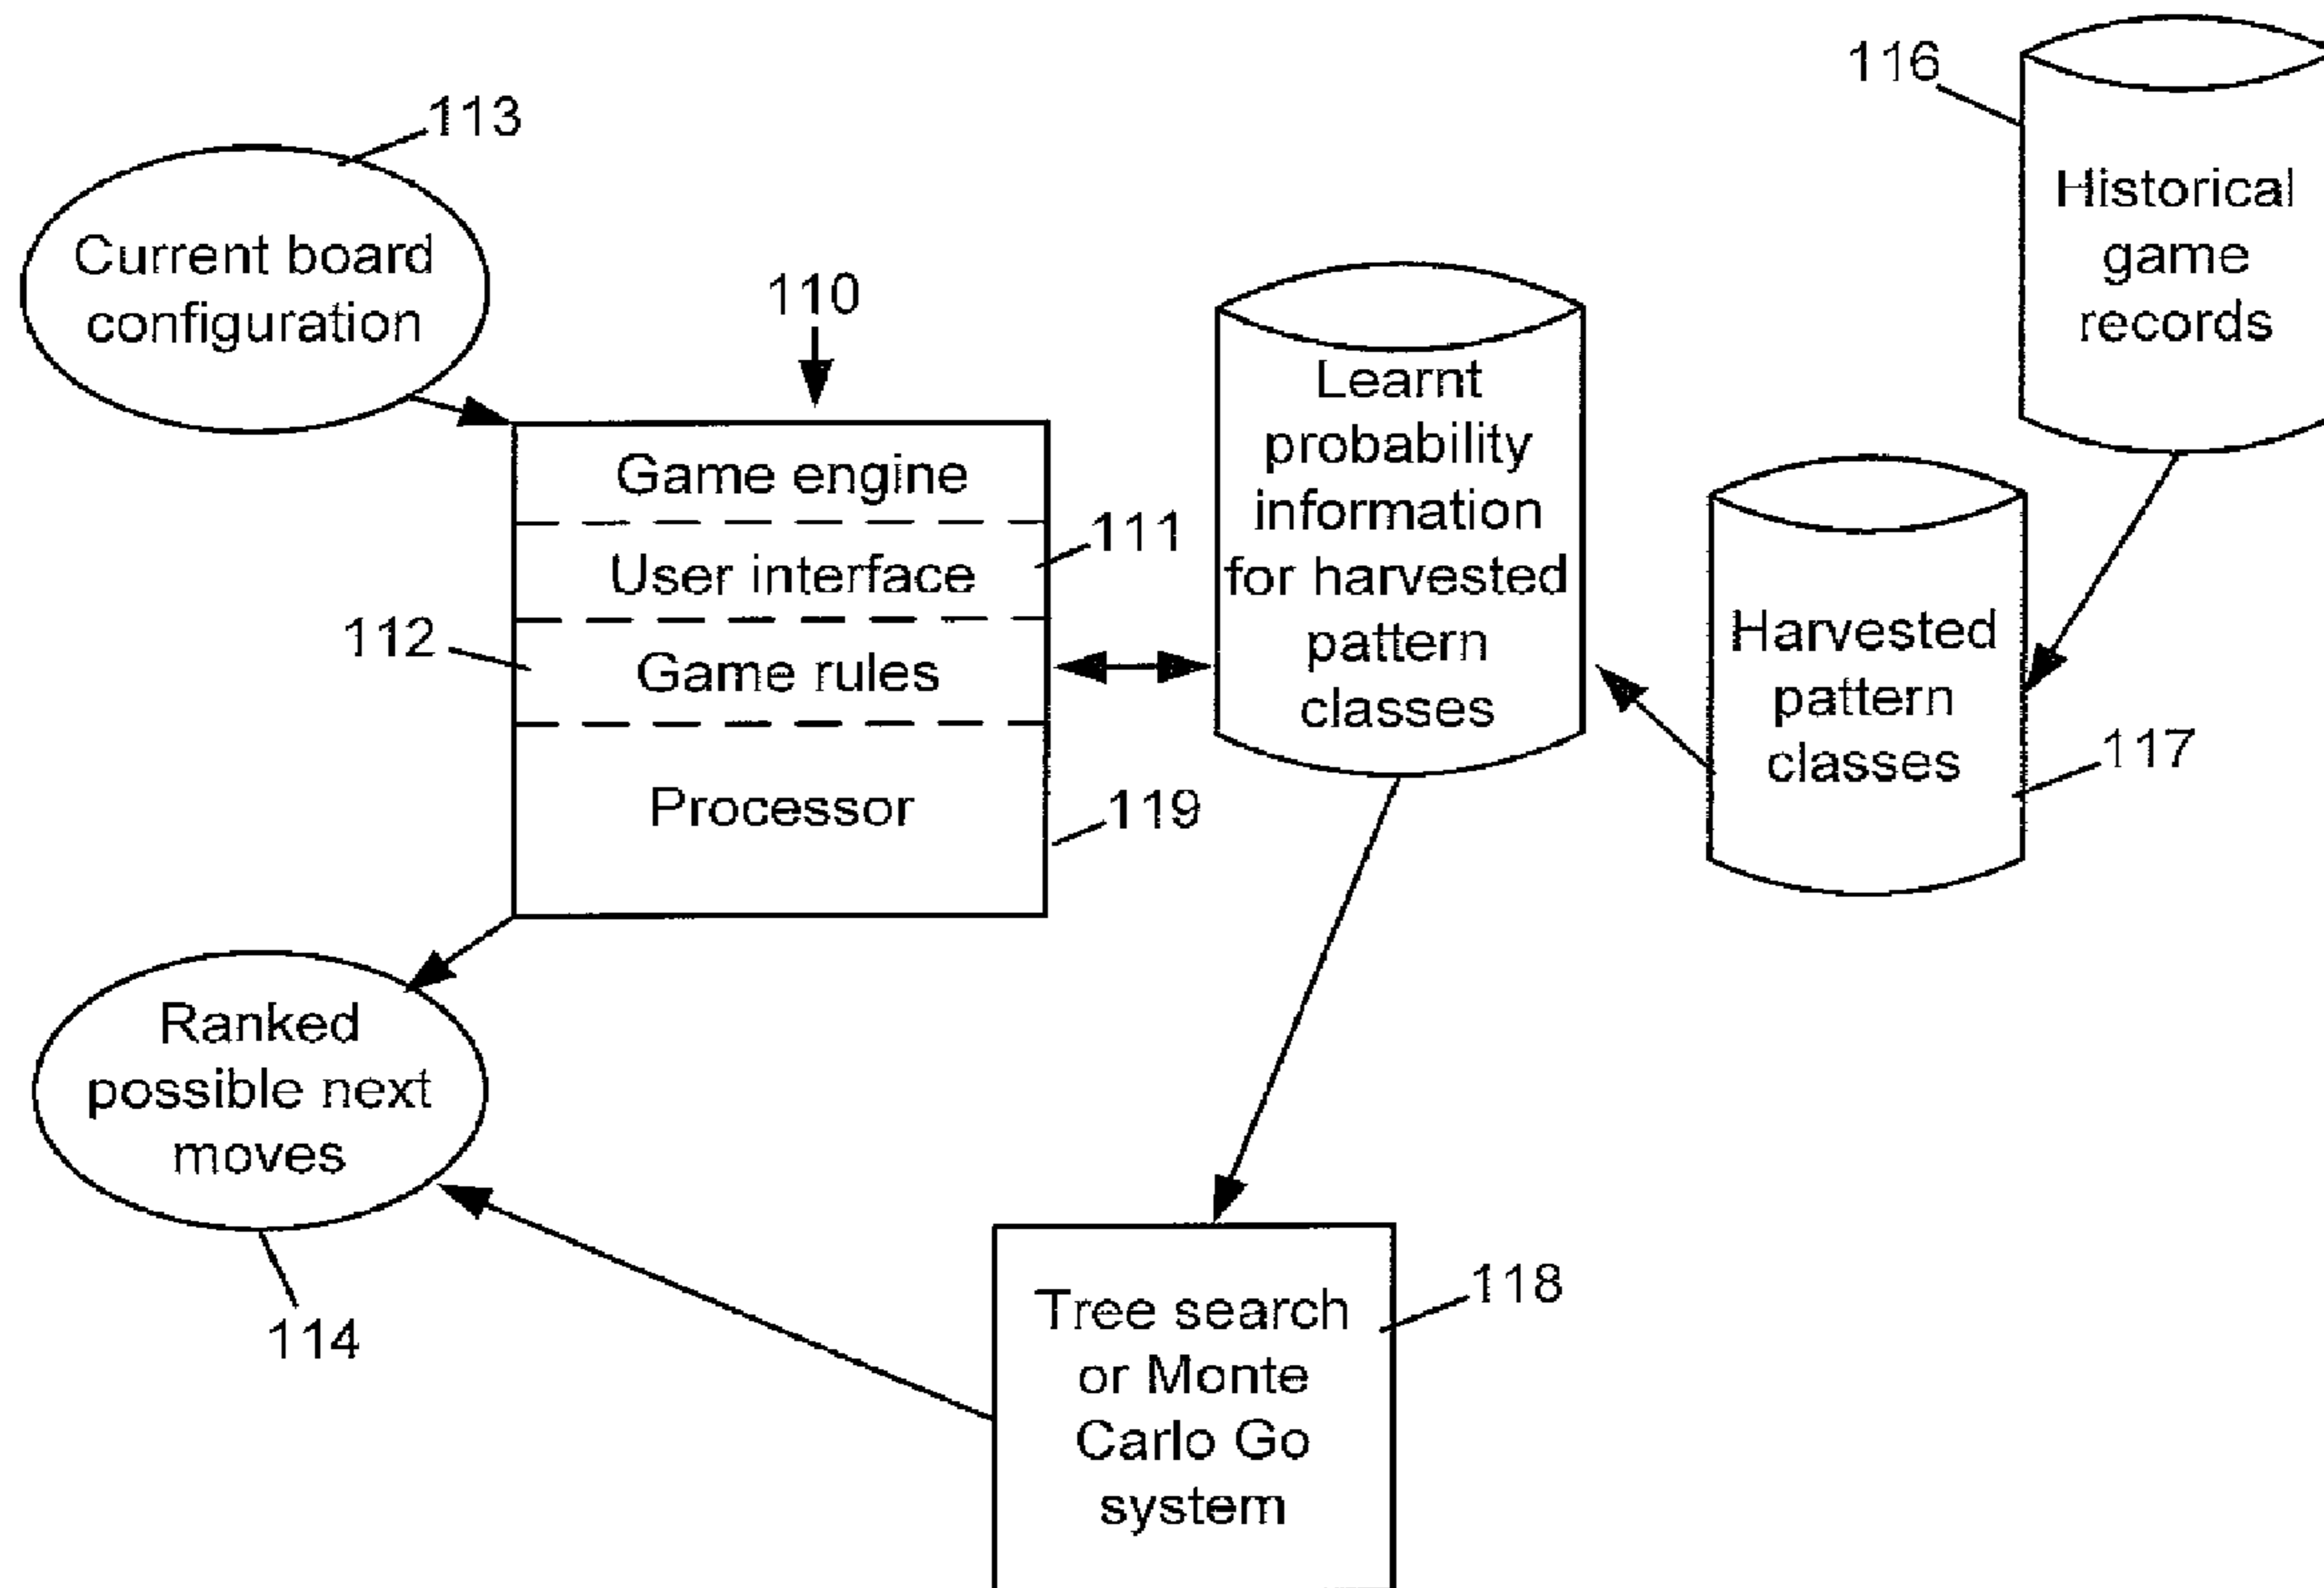 116
Historical
game
records
113
Current board
configuration
110
Game engine
User interface
111
112
Game rules
Processor
119
Learnt
probability
information
for harvested
pattern
classes
Harvested
pattern
classes
117
Ranked
possible next
moves
114
Tree search
or Monte
Carlo Go
system
118